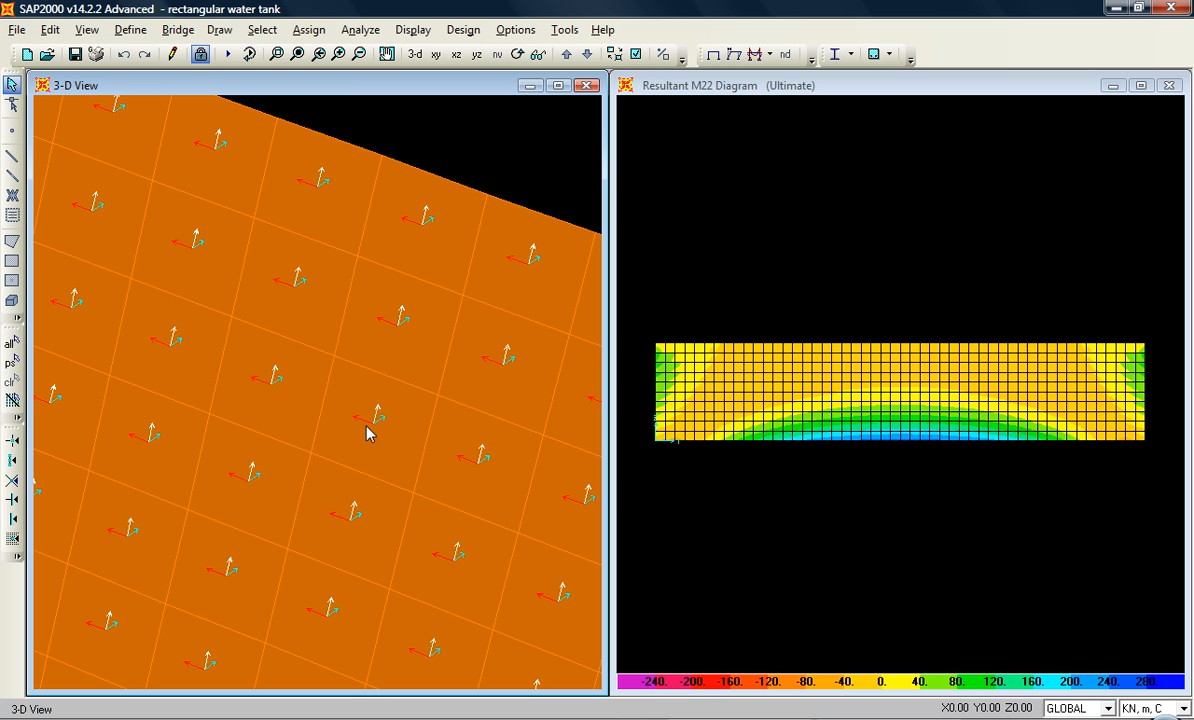 SAP2000 v14.2.2 Advanced - rectangular water tank
File Edit View Define Bridge Draw Select Assign Analyze Display Design Options Tools Help
3-d xy xz yz nv nd
3-D View
Resultant M22 Diagram (Ultimate)
all
ps
clr
-240. -200. -160. -120. -80. -40. 0. 40. 80. 120. 160. 200. 240. 280.
3-D View
X0.00 Y0.00 Z0.00 GLOBAL KN, m, C